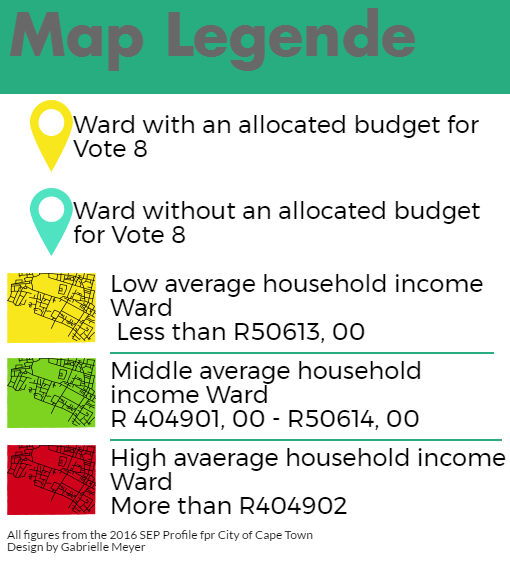 Map Legende
Ward with an allocated budget for
Vote 8
Ward without an allocated budget
for Vote 8
Low average household income
Ward
Less than R50613, 00
Middle average household
income Ward
R 404901, 00 - R50614, 00
High avaerage household income
Ward
More than R404902
All figures from the 2016 SEP Profile fpr City of Cape Town
Design by Gabrielle Meyer